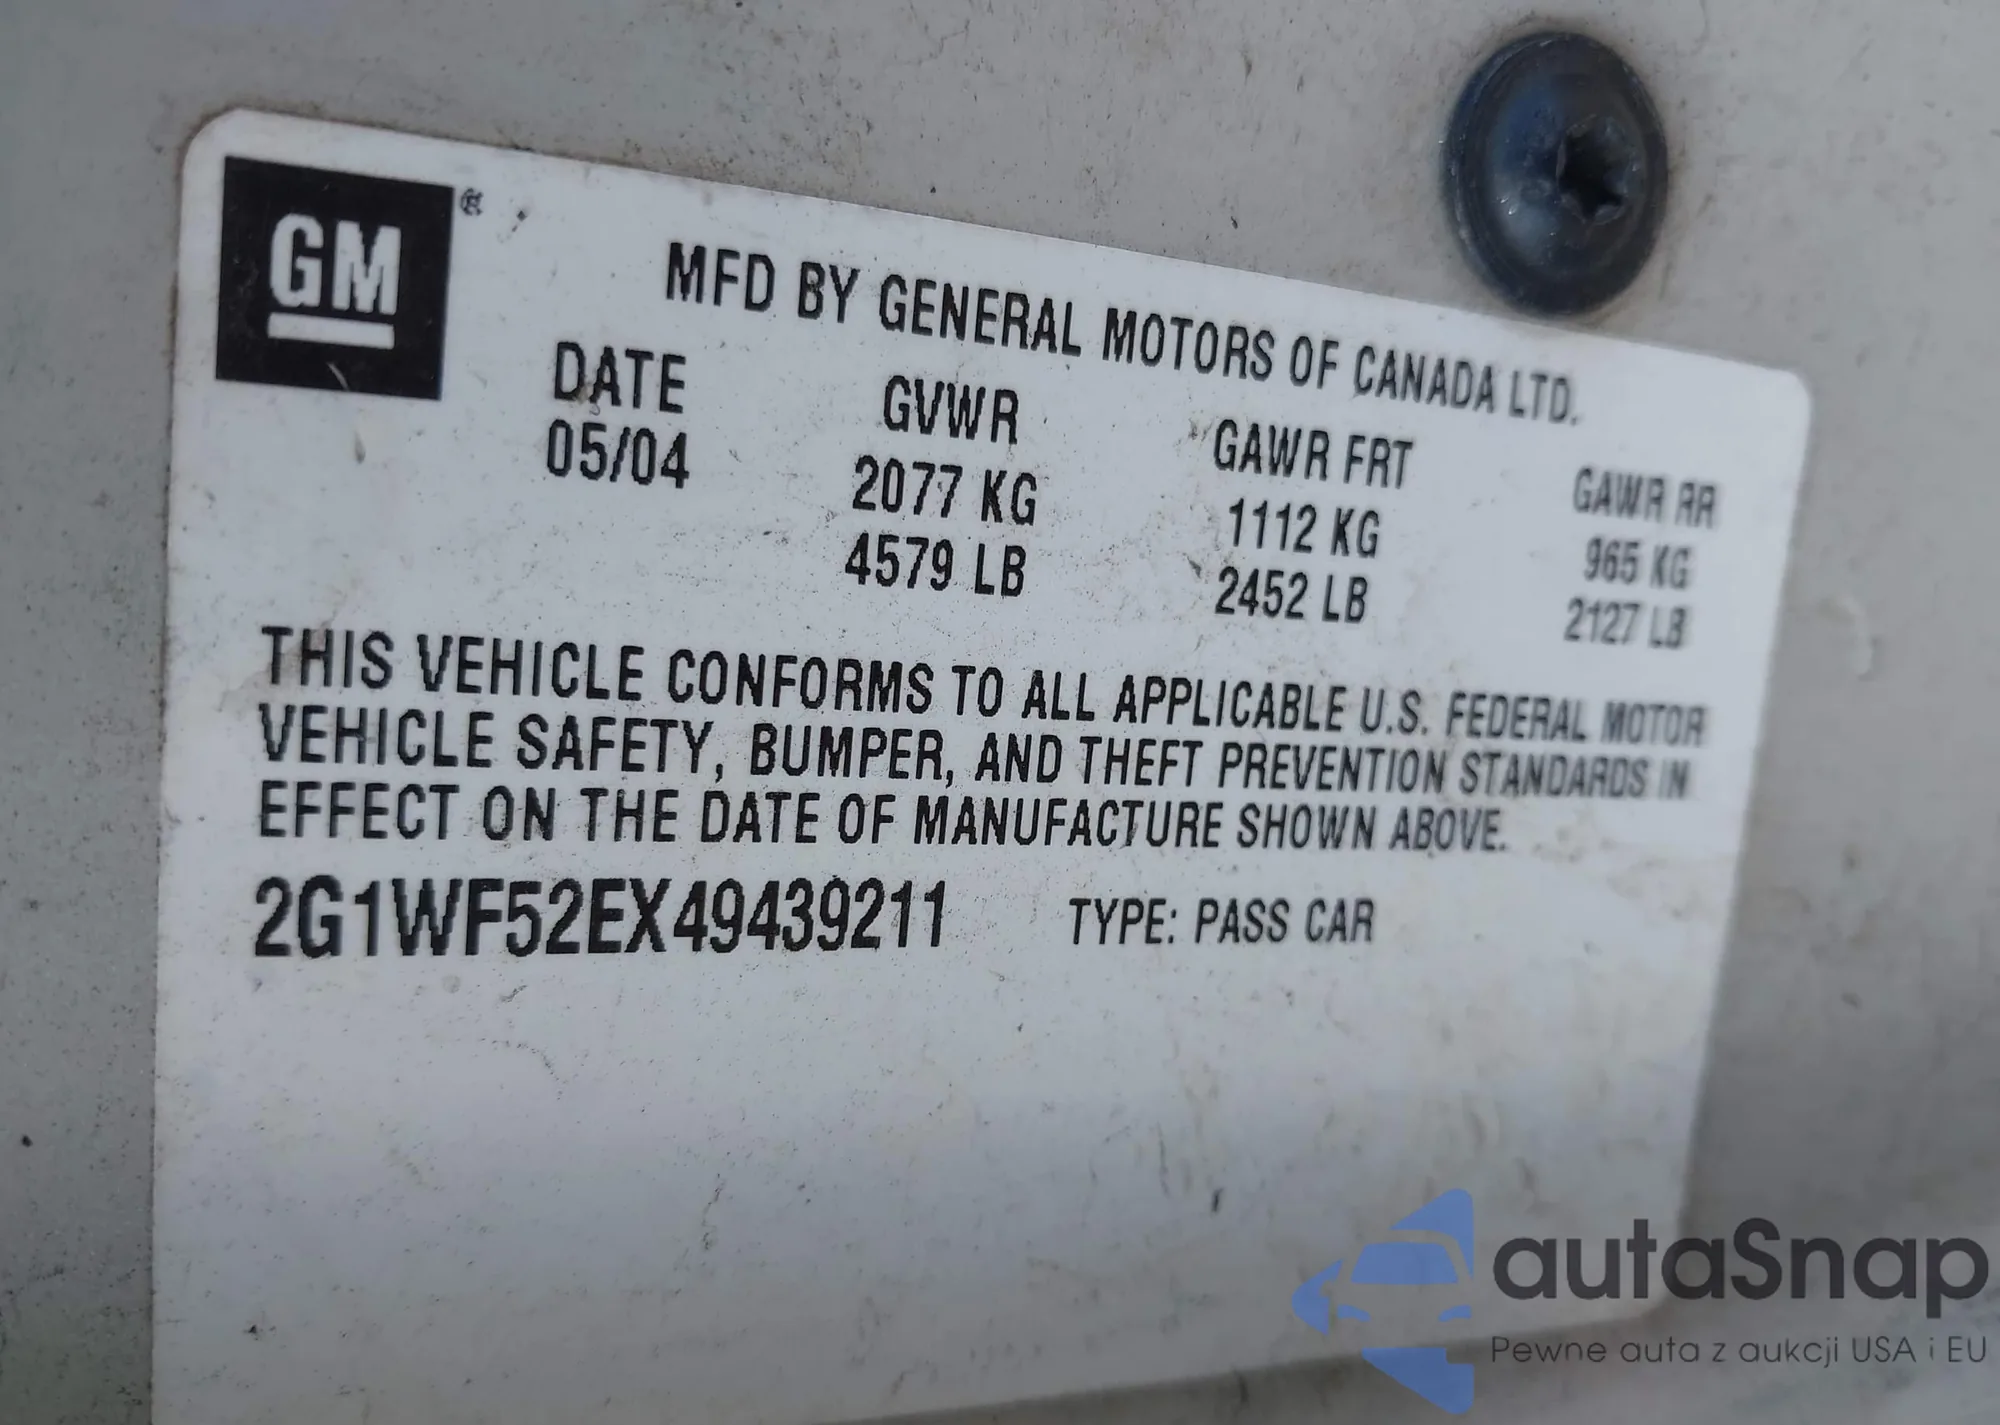 GM®
MFD BY GENERAL MOTORS OF CANADA LTD.
DATE GVWR GAWR FRT GAWR RR
05/04 2077 KG 1112 KG 965 KG
4579 LB 2452 LB 2127 LB
THIS VEHICLE CONFORMS TO ALL APPLICABLE U.S. FEDERAL MOTOR
VEHICLE SAFETY, BUMPER, AND THEFT PREVENTION STANDARDS IN
EFFECT ON THE DATE OF MANUFACTURE SHOWN ABOVE.
2G1WF52EX49439211 TYPE: PASS CAR
autaSnap
Pewne auta z aukcji USA i EU